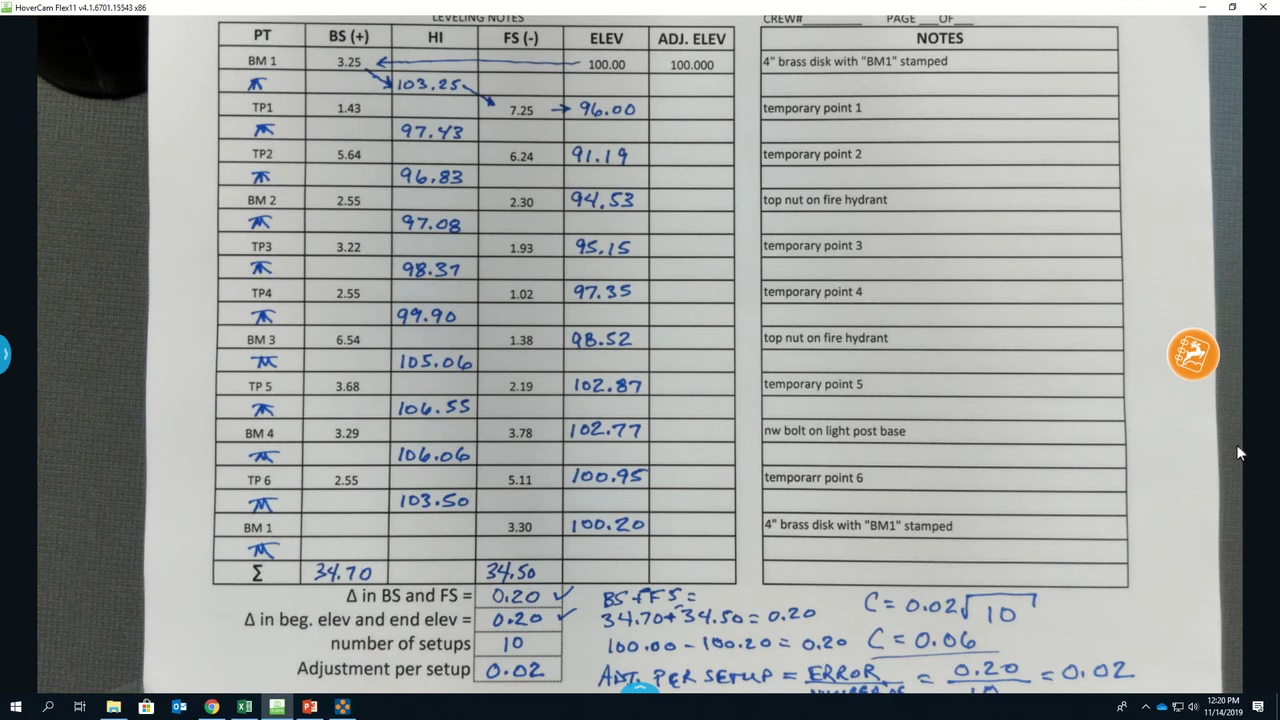 HoverCam Flex11 v4.1.6701.15543 x86
LEVELING NOTES CREW# PAGE OF
PT BS (+) HI FS (-) ELEV ADJ. ELEV NOTES
BM 1 3.25 100.00 100.000 4" brass disk with "BM1" stamped
103.25
TP1 1.43 7.25 96.00 temporary point 1
97.43
TP2 5.64 6.24 91.19 temporary point 2
96.83
BM 2 2.55 2.30 94.53 top nut on fire hydrant
97.08
TP3 3.22 1.93 95.15 temporary point 3
98.37
TP4 2.55 1.02 97.35 temporary point 4
99.90
BM 3 6.54 1.38 98.52 top nut on fire hydrant
105.06
TP 5 3.68 2.19 102.87 temporary point 5
106.55
BM 4 3.29 3.78 102.77 nw bolt on light post base
106.06
TP 6 2.55 5.11 100.95 temporarr point 6
103.50
BM 1 3.30 100.20 4" brass disk with "BM1" stamped
Σ 34.70 34.50
Δ in BS and FS = 0.20 ✓ BS + FS =
Δ in beg. elev and end elev = 0.20 ✓ 34.70 + 34.50 = 0.20
number of setups 10 100.00 - 100.20 = 0.20
Adjustment per setup = 0.02 ADJ. PER SETUP = ERROR = 0.20 = 0.02
C = 0.02√10
C = 0.06
12:20 PM
11/14/2019